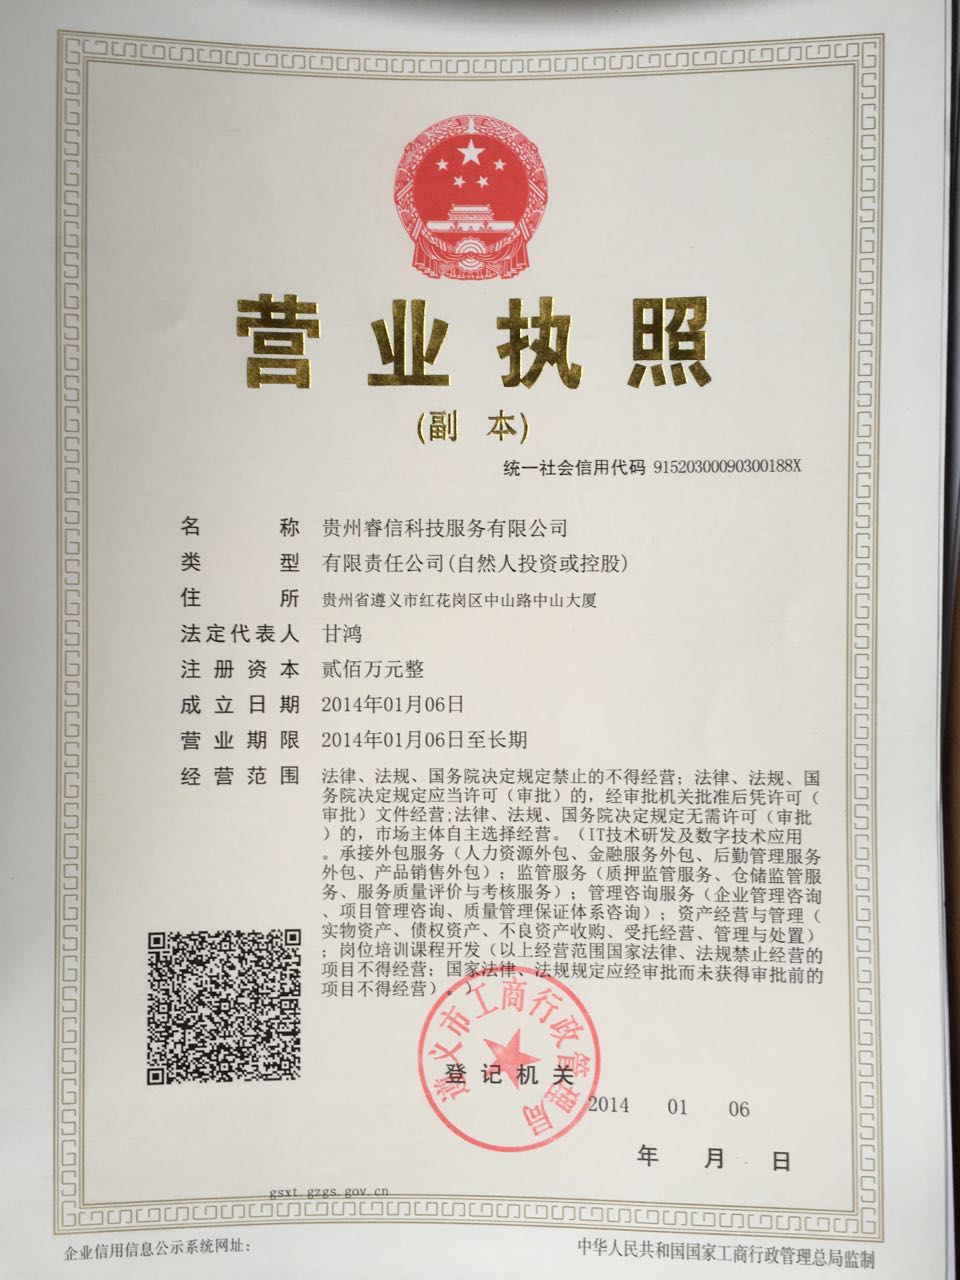 营业执照
(副 本)
统一社会信用代码 91520300090300188X
名称 贵州睿信科技服务有限公司
类型 有限责任公司(自然人投资或控股)
住所 贵州省遵义市红花岗区中山路中山大厦
法定代表人 甘鸿
注册资本 贰佰万元整
成立日期 2014年01月06日
营业期限 2014年01月06日至长期
经营范围 法律、法规、国务院决定规定禁止的不得经营；法律、法规、国
务院决定规定应当许可（审批）的，经审批机关批准后凭许可（
审批）文件经营;法律、法规、国务院决定规定无需许可（审批
）的，市场主体自主选择经营。（IT技术研发及数字技术应用
。承接外包服务（人力资源外包、金融服务外包、后勤管理服务
外包、产品销售外包）；监管服务（质押监管服务、仓储监管服
务、服务质量评价与考核服务）；管理咨询服务（企业管理咨询
、项目管理咨询、质量管理保证体系咨询）；资产经营与管理（
实物资产、债权资产、不良资产收购、受托经营、管理与处置）
；岗位培训课程开发（以上经营范围国家法律、法规禁止经营的
项目不得经营；国家法律、法规规定应经审批而未获得审批前的
项目不得经营）。）
遵义市工商行政管理局
登记机关
2014 01 06
年 月 日
gsxt.gzgs.gov.cn
企业信用信息公示系统网址：
中华人民共和国国家工商行政管理总局监制